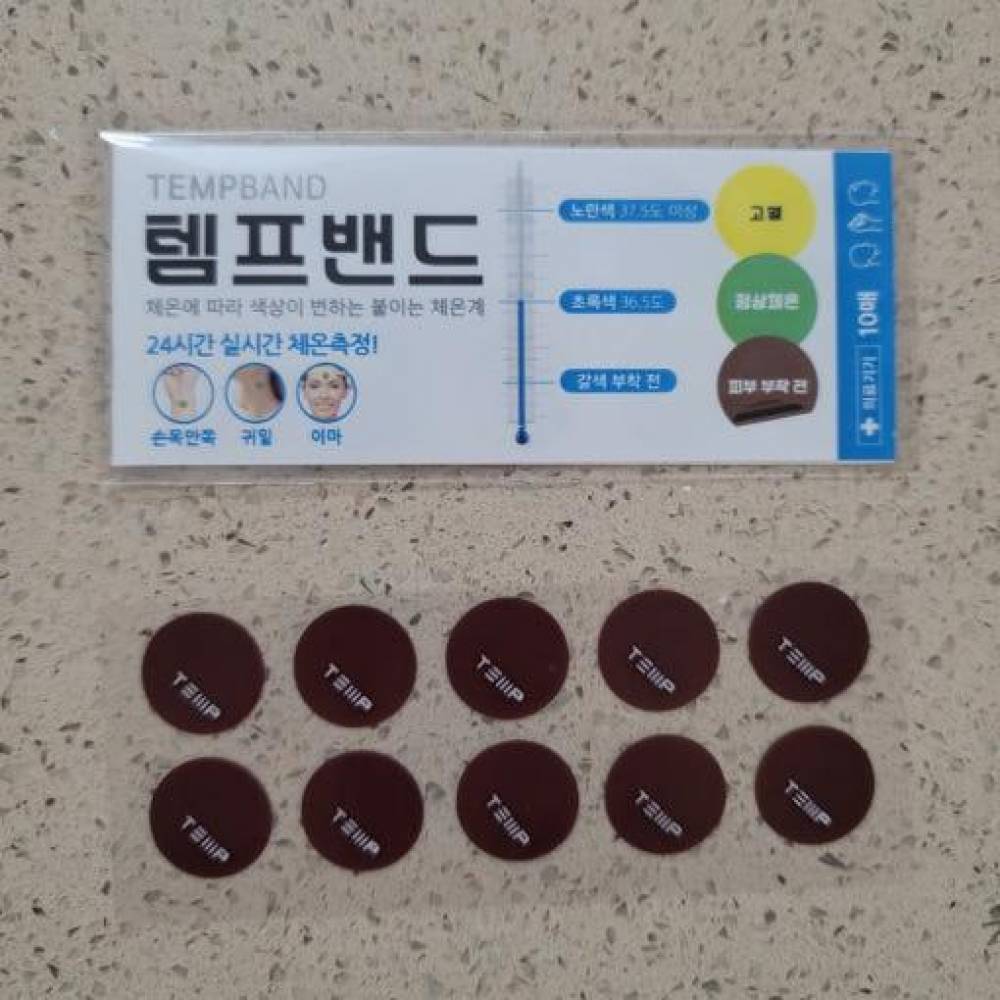 TEMPBAND
템프밴드
체온에 따라 색상이 변하는 붙이는 체온계
24시간 실시간 체온측정!
손목안쪽 귀밑 이마
노란색 37.5도 이상
고열
초록색 36.5도
정상체온
갈색 부착 전
피부 부착 전
의료기기 10매
TEMP TEMP TEMP TEMP TEMP
TEMP TEMP TEMP TEMP TEMP